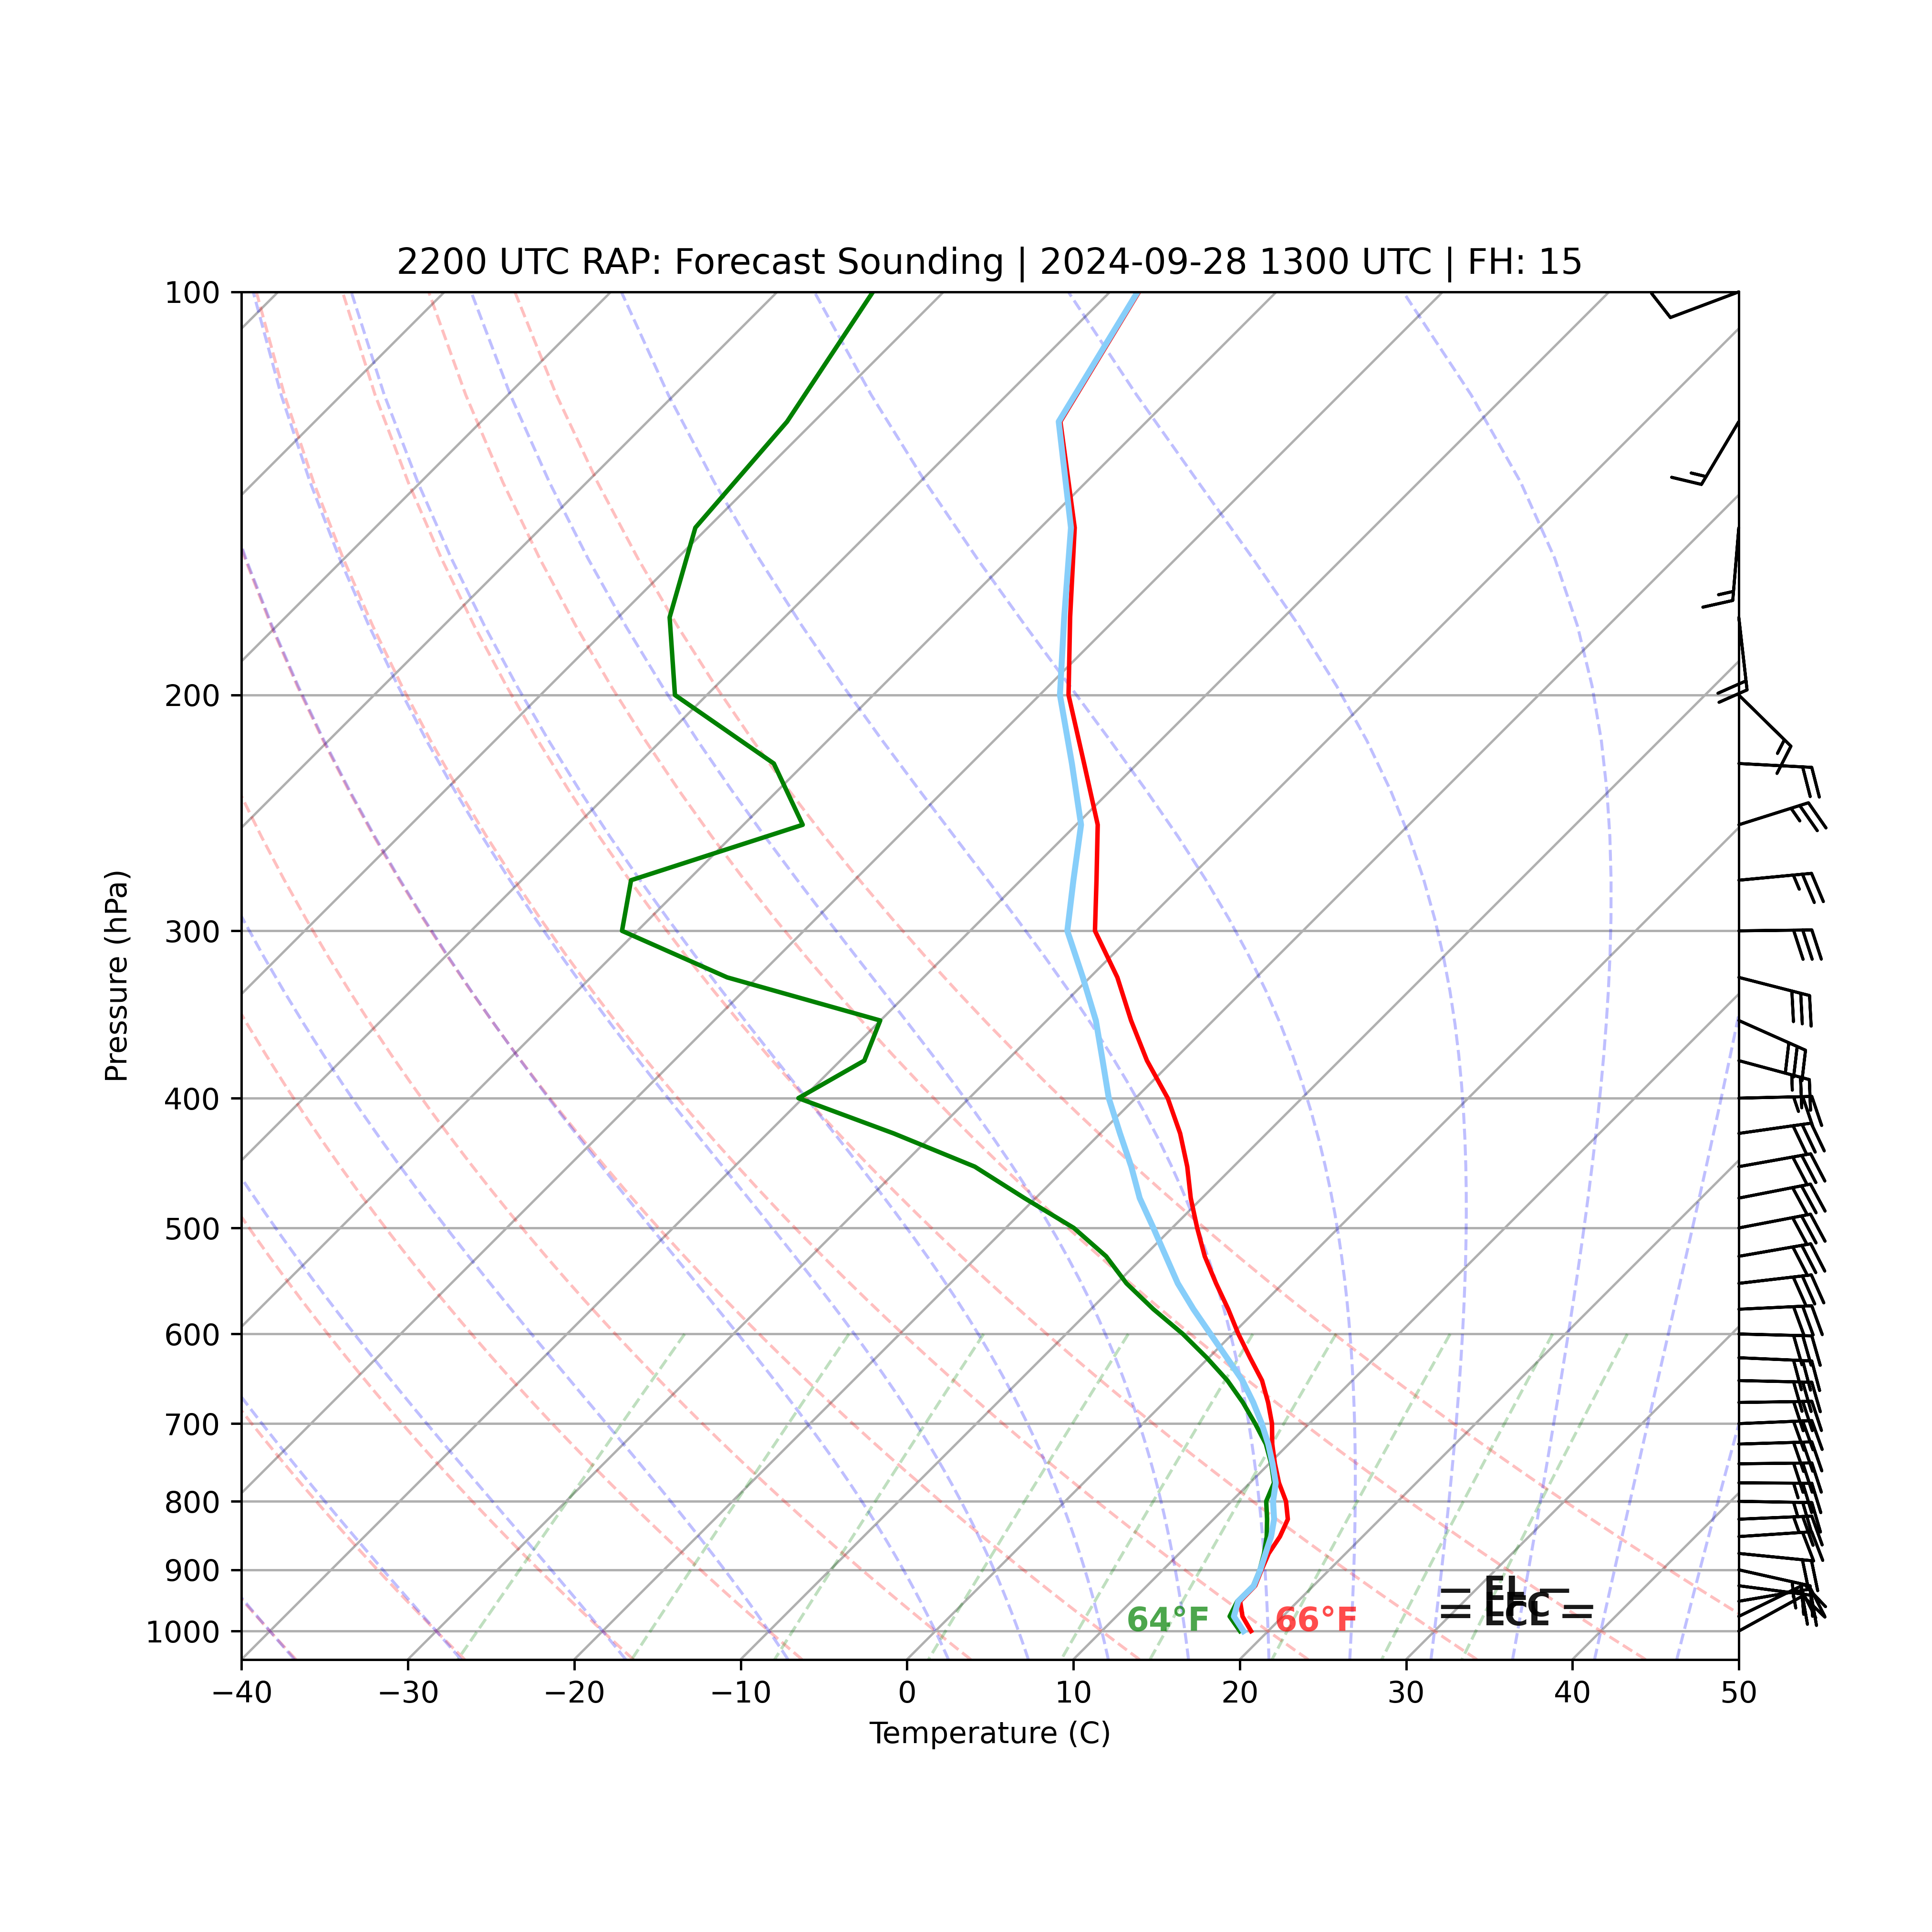 2200 UTC RAP: Forecast Sounding | 2024-09-28 1300 UTC | FH: 15
100
200
300
400
500
600
700
800
900
1000
Pressure (hPa)
= EL =
= LCL =
64°F 66°F
−40 −30 −20 −10 0 10 20 30 40 50
Temperature (C)